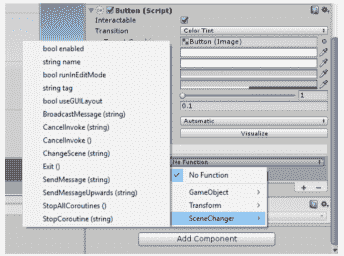 Button (Script)
Interactable
Transition
Color Tint
Button (Image)
1
0.1
Automatic
Visualize
bool enabled
string name
bool runInEditMode
string tag
bool useGUILayout
BroadcastMessage (string)
CancelInvoke (string)
CancelInvoke ()
ChangeScene (string)
Exit ()
SendMessage (string)
SendMessageUpwards (string)
StopAllCoroutines ()
StopCoroutine (string)
No Function
No Function
GameObject
Transform
SceneChanger
Add Component